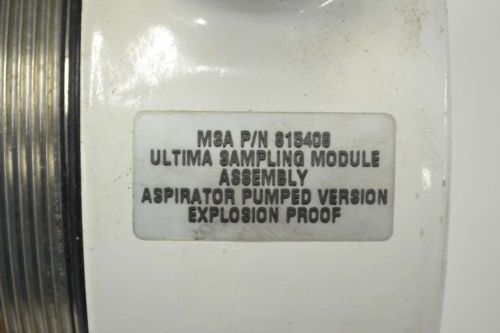 MSA P/N 815408
ULTIMA SAMPLING MODULE
ASSEMBLY
ASPIRATOR PUMPED VERSION
EXPLOSION PROOF